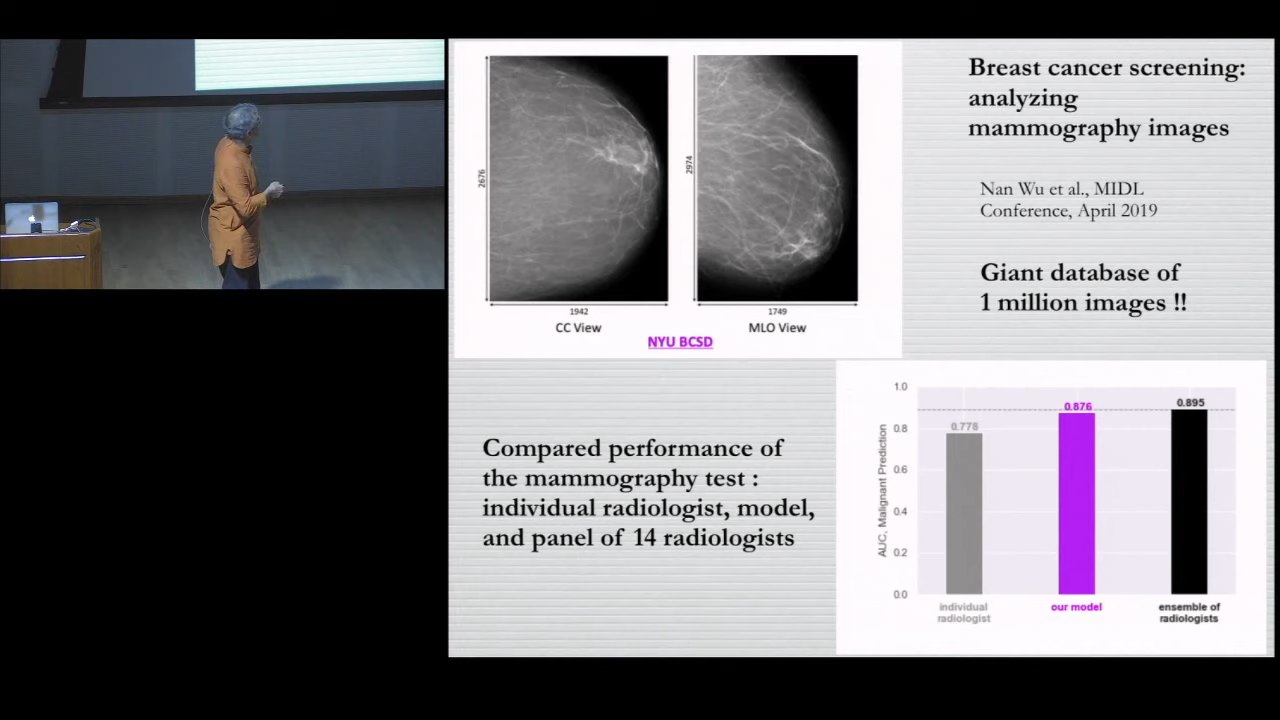 2676
1942
CC View
2974
1749
MLO View
NYU BCSD
Breast cancer screening:
analyzing
mammography images
Nan Wu et al., MIDL
Conference, April 2019
Giant database of
1 million images !!
Compared performance of
the mammography test :
individual radiologist, model,
and panel of 14 radiologists
AUC, Malignant Prediction
1.0
0.8
0.6
0.4
0.2
0.0
0.778
0.876
0.895
individual
radiologist
our model
ensemble of
radiologists